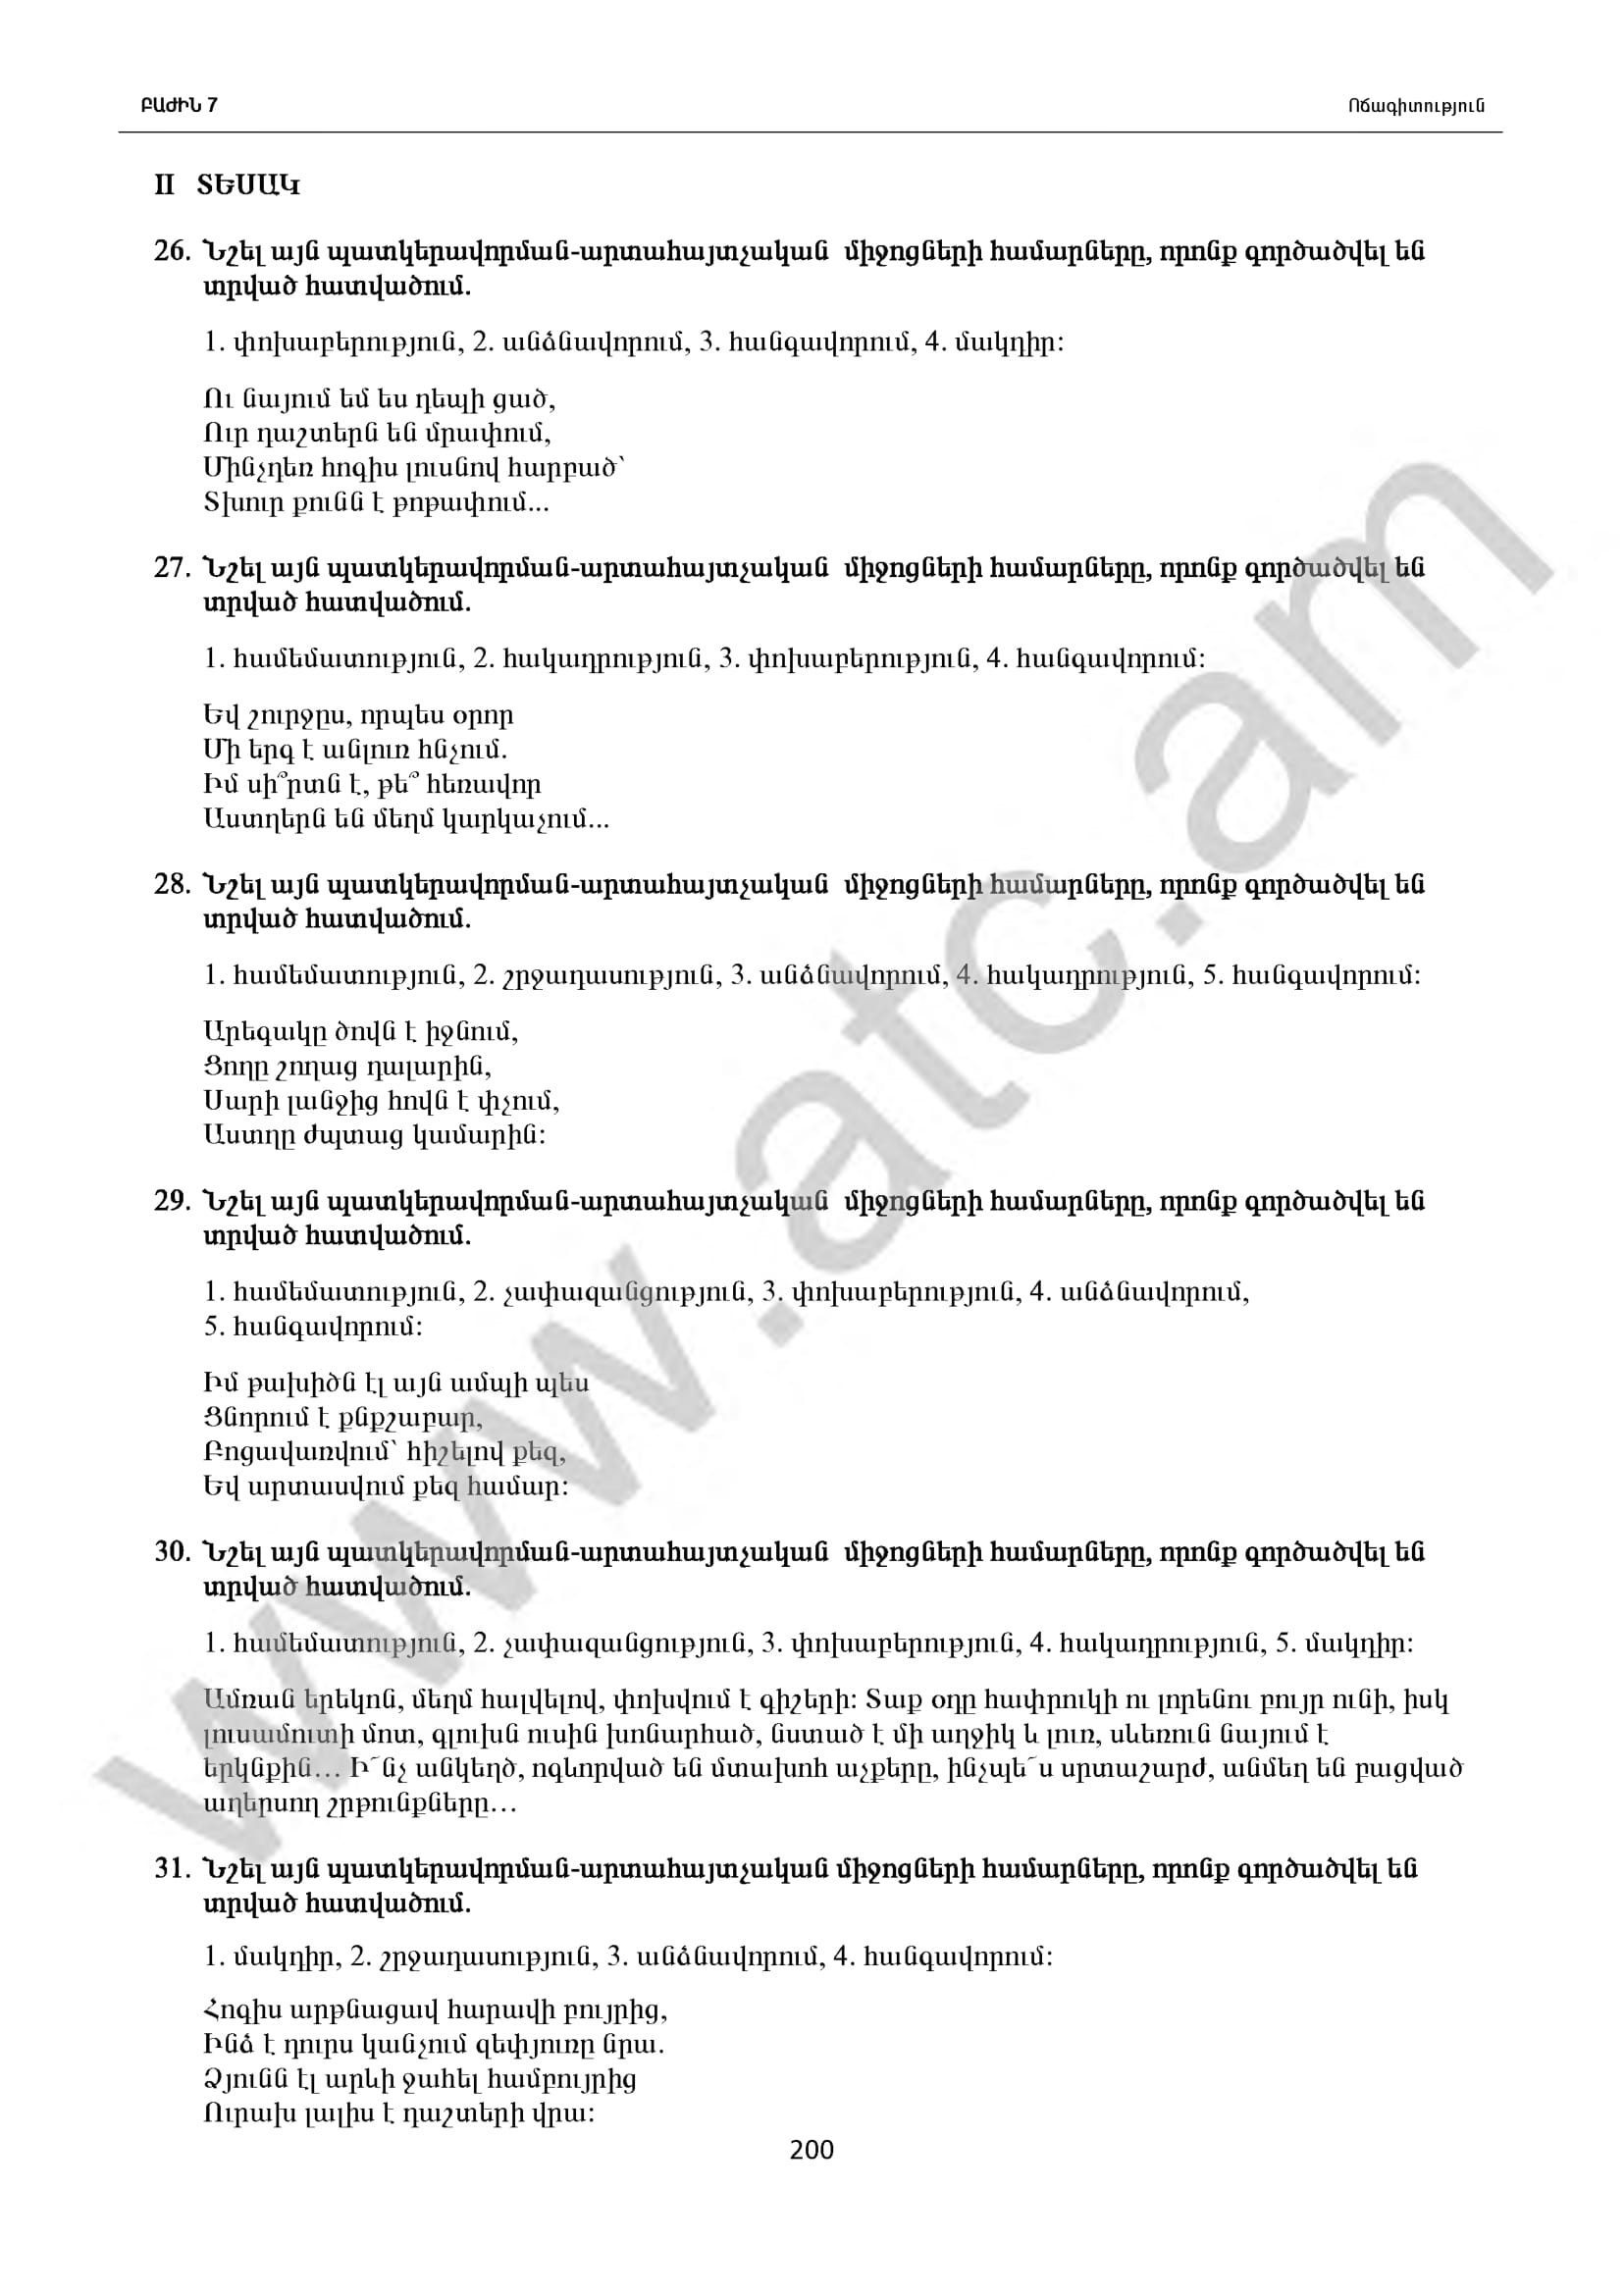 ԲԱԺԻՆ 7
Ոճագիտություն
II ՏԵՍԱԿ
26. Նշել այն պատկերավորման-արտահայտչական միջոցների համարները, որոնք գործածվել են
տրված հատվածում.
1. փոխաբերություն, 2. անձնավորում, 3. հանգավորում, 4. մակդիր:
Ու նայում եմ ես դեպի ցած,
Ուր դաշտերն են մրափում,
Մինչդեռ հոգիս լուսնով հարբած՝
Տխուր քունն է թոթափում...
27. Նշել այն պատկերավորման-արտահայտչական միջոցների համարները, որոնք գործածվել են
տրված հատվածում.
1. համեմատություն, 2. հակադրություն, 3. փոխաբերություն, 4. հանգավորում:
Եվ շուրջըս, որպես օրոր
Մի երգ է անլուռ հնչում.
Իմ սի՞րտն է, թե՞ հեռավոր
Աստղերն են մեղմ կարկաչում...
28. Նշել այն պատկերավորման-արտահայտչական միջոցների համարները, որոնք գործածվել են
տրված հատվածում.
1. համեմատություն, 2. շրջադասություն, 3. անձնավորում, 4. հակադրություն, 5. հանգավորում:
Արեգակը ծովն է իջնում,
Ցողը շողաց դալարին,
Սարի լանջից հովն է փչում,
Աստղը ժպտաց կամարին:
29. Նշել այն պատկերավորման-արտահայտչական միջոցների համարները, որոնք գործածվել են
տրված հատվածում.
1. համեմատություն, 2. չափազանցություն, 3. փոխաբերություն, 4. անձնավորում,
5. հանգավորում:
Իմ թախիծն էլ այն ամպի պես
Ցնորում է քնքշաբար,
Բոցավառվում՝ հիշելով քեզ,
Եվ արտասվում քեզ համար:
30. Նշել այն պատկերավորման-արտահայտչական միջոցների համարները, որոնք գործածվել են
տրված հատվածում.
1. համեմատություն, 2. չափազանցություն, 3. փոխաբերություն, 4. հակադրություն, 5. մակդիր:
Ամռան երեկոն, մեղմ հալվելով, փոխվում է գիշերի: Տաք օդը հափրուկի ու լորենու բույր ունի, իսկ
լուսամուտի մոտ, գլուխն ուսին խոնարհած, նստած է մի աղջիկ և լուռ, սևեռուն նայում է
երկնքին... Ի՜նչ անկեղծ, ոգևորված են մտախոհ աչքերը, ինչպե՜ս սրտաշարժ, անմեղ են բացված
աղերսող շրթունքները...
31. Նշել այն պատկերավորման-արտահայտչական միջոցների համարները, որոնք գործածվել են
տրված հատվածում.
1. մակդիր, 2. շրջադասություն, 3. անձնավորում, 4. հանգավորում:
Հոգիս արթնացավ հարավի բույրից,
Ինձ է դուրս կանչում զեփյուռը նրա.
Ձյունն էլ արևի ջահել համբույրից
Ուրախ լալիս է դաշտերի վրա:
200
www.atc.am